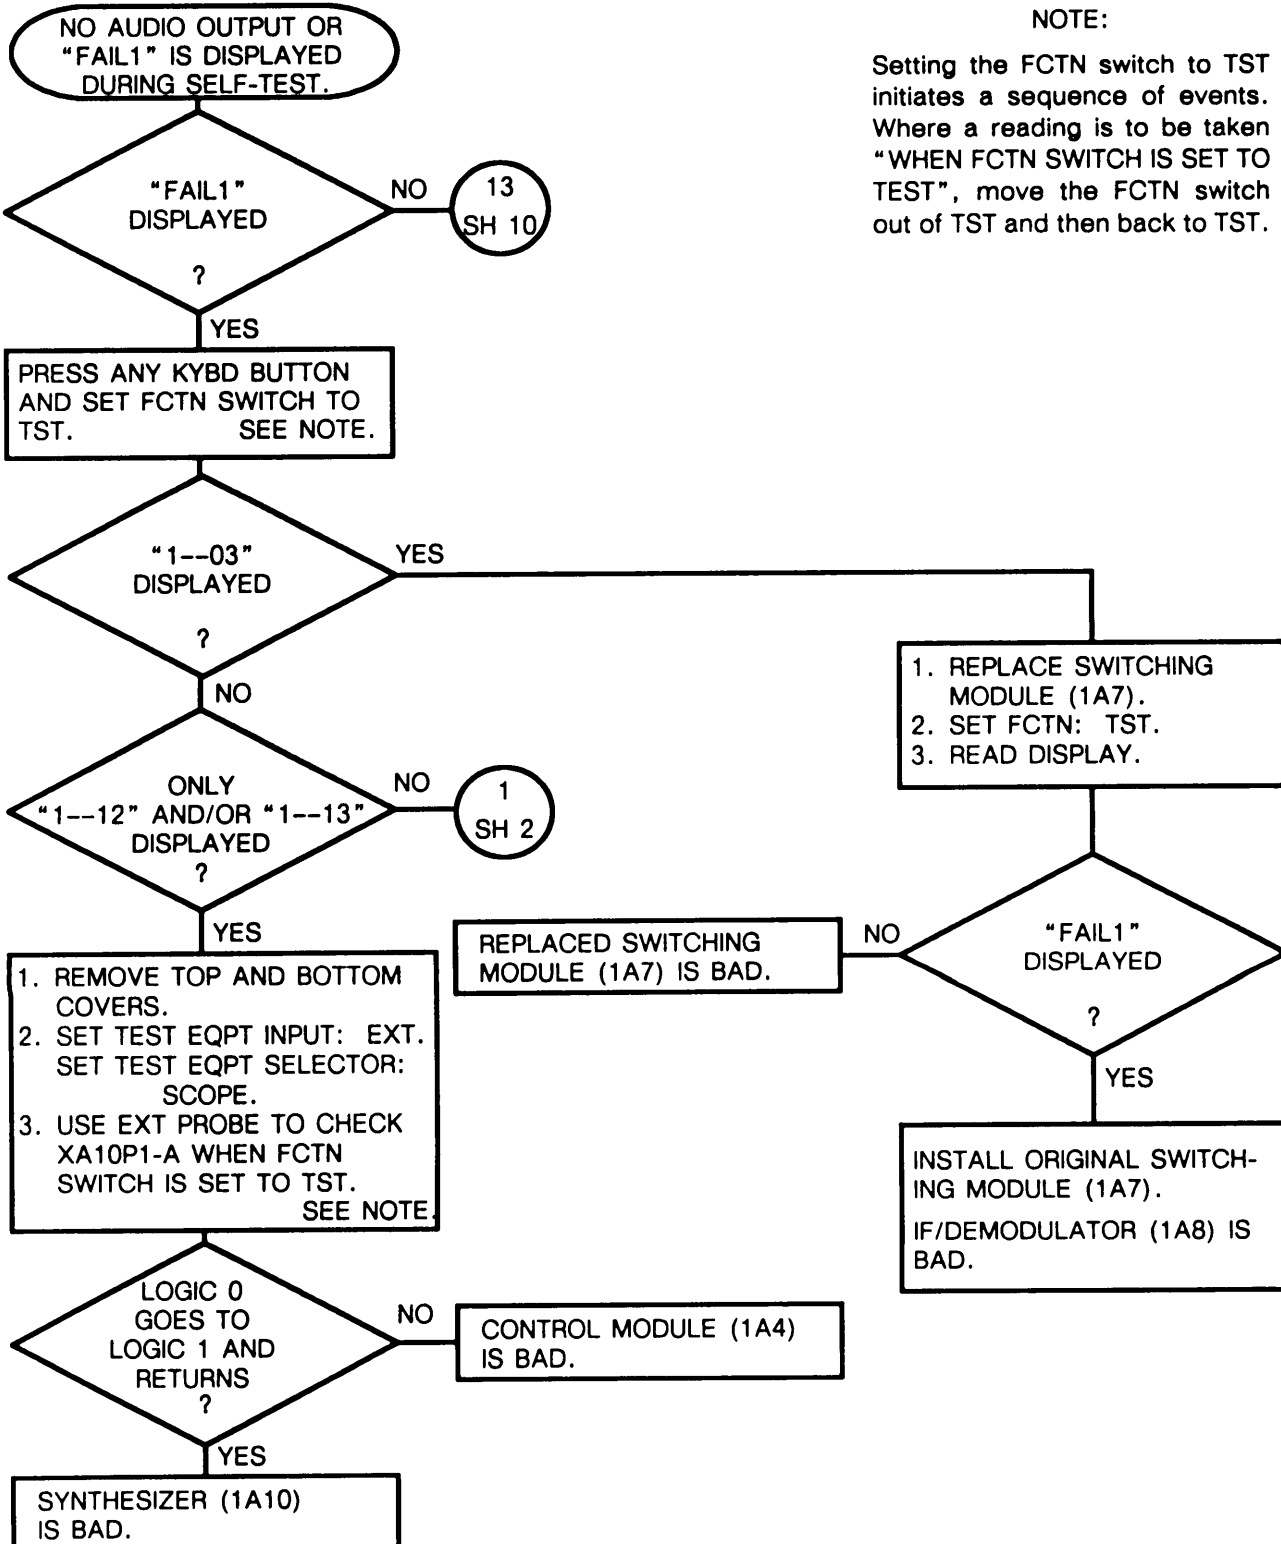 NO AUDIO OUTPUT OR
"FAIL1" IS DISPLAYED
DURING SELF-TEST.
NOTE:
Setting the FCTN switch to TST
initiates a sequence of events.
Where a reading is to be taken
"WHEN FCTN SWITCH IS SET TO
TEST", move the FCTN switch
out of TST and then back to TST.
"FAIL1"
DISPLAYED
?
NO
13
SH 10
YES
PRESS ANY KYBD BUTTON
AND SET FCTN SWITCH TO
TST. SEE NOTE.
"1--03"
DISPLAYED
?
YES
NO
1. REPLACE SWITCHING
MODULE (1A7).
2. SET FCTN: TST.
3. READ DISPLAY.
ONLY
"1--12" AND/OR "1--13"
DISPLAYED
?
NO
1
SH 2
YES
"FAIL1"
DISPLAYED
?
NO
REPLACED SWITCHING
MODULE (1A7) IS BAD.
YES
INSTALL ORIGINAL SWITCH-
ING MODULE (1A7).
IF/DEMODULATOR (1A8) IS
BAD.
1. REMOVE TOP AND BOTTOM
COVERS.
2. SET TEST EQPT INPUT: EXT.
SET TEST EQPT SELECTOR:
SCOPE.
3. USE EXT PROBE TO CHECK
XA10P1-A WHEN FCTN
SWITCH IS SET TO TST.
SEE NOTE.
LOGIC 0
GOES TO
LOGIC 1 AND
RETURNS
?
NO
CONTROL MODULE (1A4)
IS BAD.
YES
SYNTHESIZER (1A10)
IS BAD.